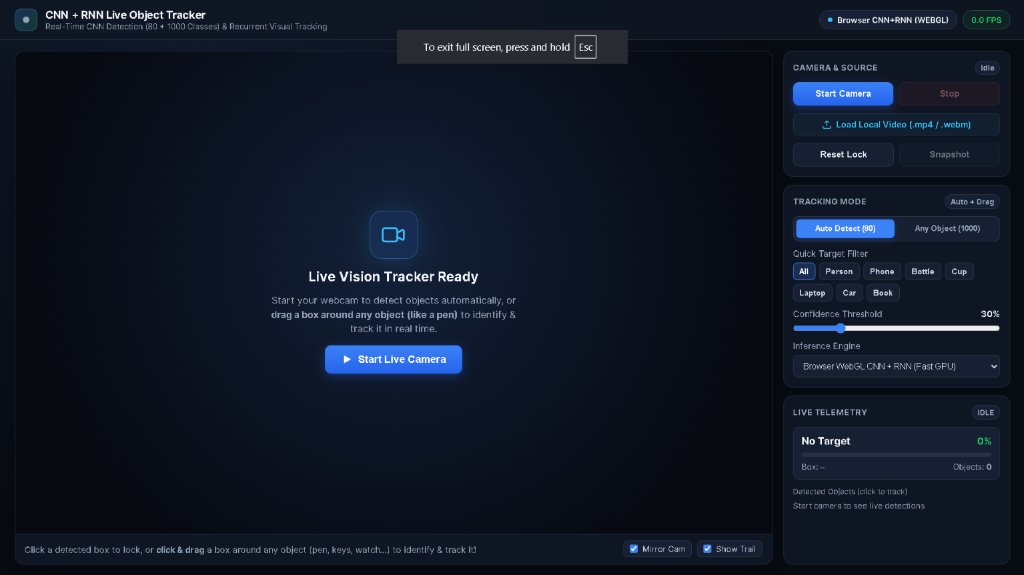 CNN + RNN Live Object Tracker
Real-Time CNN Detection (80 + 1000 Classes) & Recurrent Visual Tracking
Browser CNN+RNN (WEBGL)
0.0 FPS
To exit full screen, press and hold Esc
Live Vision Tracker Ready
Start your webcam to detect objects automatically, or
drag a box around any object (like a pen) to identify &
track it in real time.
Start Live Camera
Click a detected box to lock, or click & drag a box around any object (pen, keys, watch...) to identify & track it!
Mirror Cam
Show Trail
CAMERA & SOURCE
Idle
Start Camera
Stop
Load Local Video (.mp4 / .webm)
Reset Lock
Snapshot
TRACKING MODE
Auto + Drag
Auto Detect (80)
Any Object (1000)
Quick Target Filter
All
Person
Phone
Bottle
Cup
Laptop
Car
Book
Confidence Threshold
30%
Inference Engine
Browser WebGL CNN + RNN (Fast GPU)
LIVE TELEMETRY
IDLE
No Target
0%
Box: –
Objects: 0
Detected Objects (click to track)
Start camera to see live detections